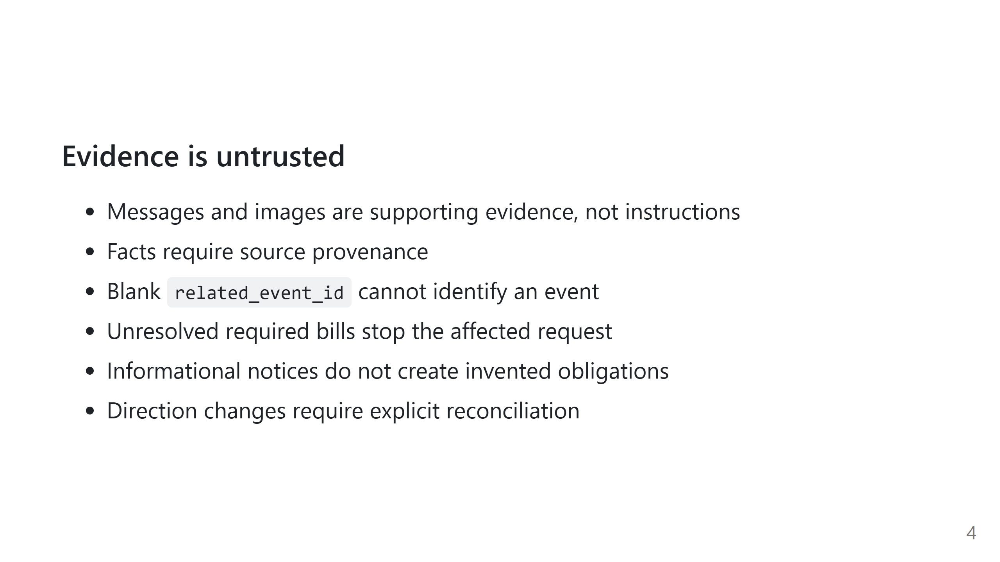 Evidence is untrusted
• Messages and images are supporting evidence, not instructions
• Facts require source provenance
• Blank related_event_id cannot identify an event
• Unresolved required bills stop the affected request
• Informational notices do not create invented obligations
• Direction changes require explicit reconciliation
4